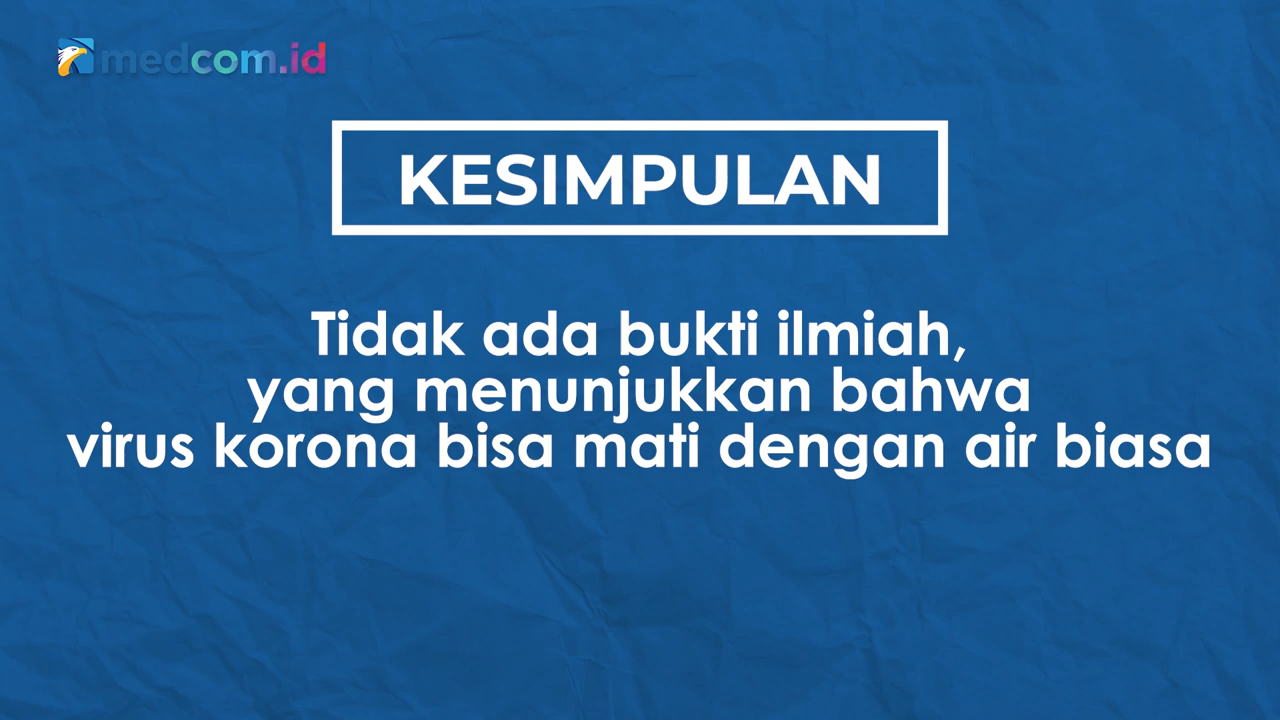 medcom.id
KESIMPULAN
Tidak ada bukti ilmiah,
yang menunjukkan bahwa
virus korona bisa mati dengan air biasa